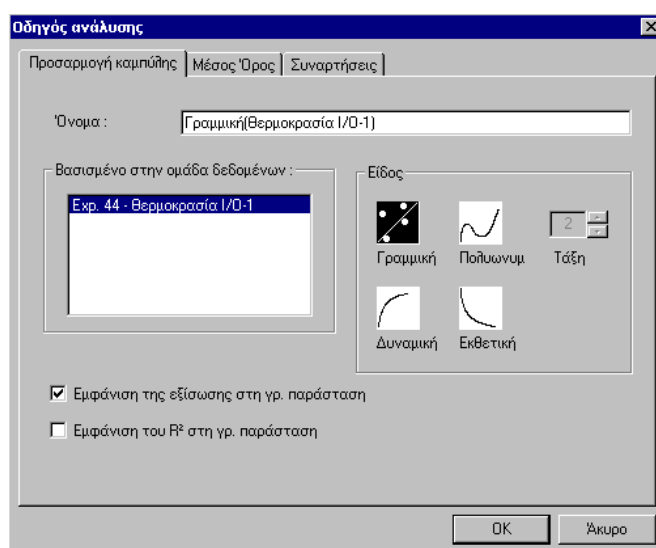 Οδηγός ανάλυσης
Προσαρμογή καμπύλης Μέσος Όρος Συναρτήσεις
Όνομα : Γραμμική(Θερμοκρασία Ι/Ο-1)
Βασισμένο στην ομάδα δεδομένων :
Exp. 44 - Θερμοκρασία Ι/Ο-1
Είδος
2
Γραμμική Πολυωνυμ Τάξη
Δυναμική Εκθετική
Εμφάνιση της εξίσωσης στη γρ. παράσταση
Εμφάνιση του R² στη γρ. παράσταση
OK Άκυρο